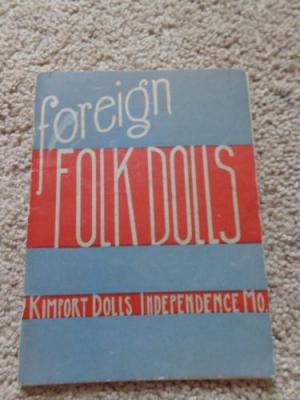 foreign
FOLK DOLLS
KIMPORT DOLLS INDEPENDENCE MO.